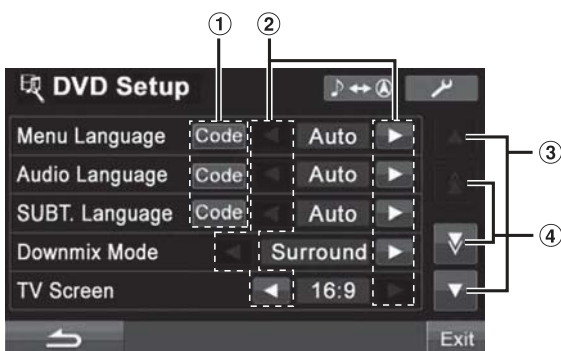 ① ②
DVD Setup
Menu Language Code Auto
Audio Language Code Auto
SUBT. Language Code Auto
Downmix Mode Surround
TV Screen 16:9
Exit
③
④